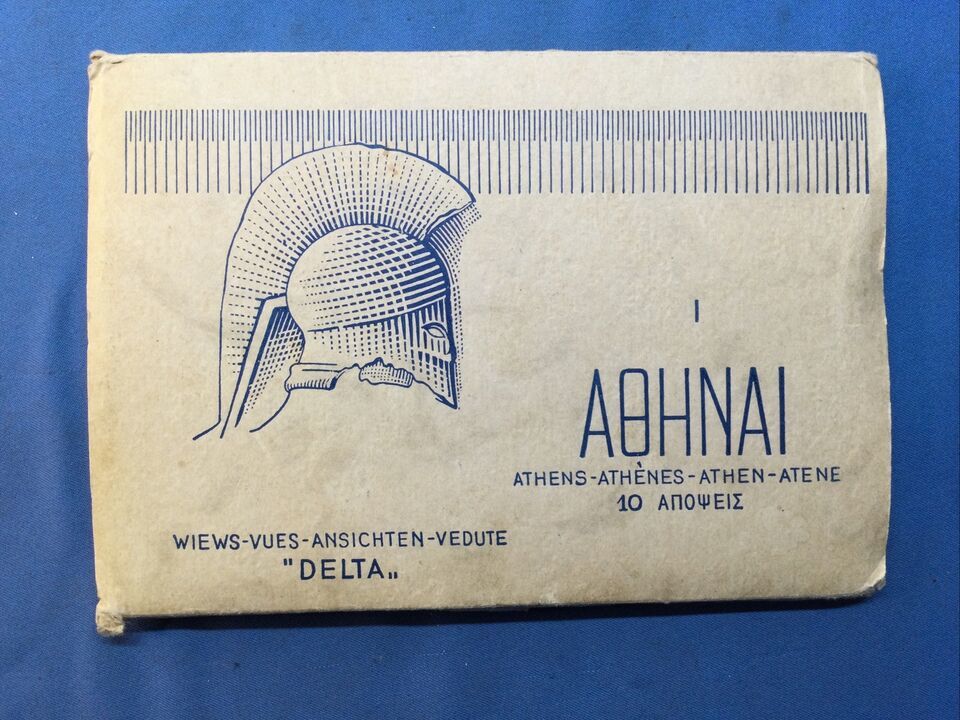 I
ΑΘΗΝΑΙ
ATHENS-ATHÈNES-ATHEN-ATENE
10 ΑΠΟΨΕΙΣ
WIEWS-VUES-ANSICHTEN-VEDUTE
"DELTA„